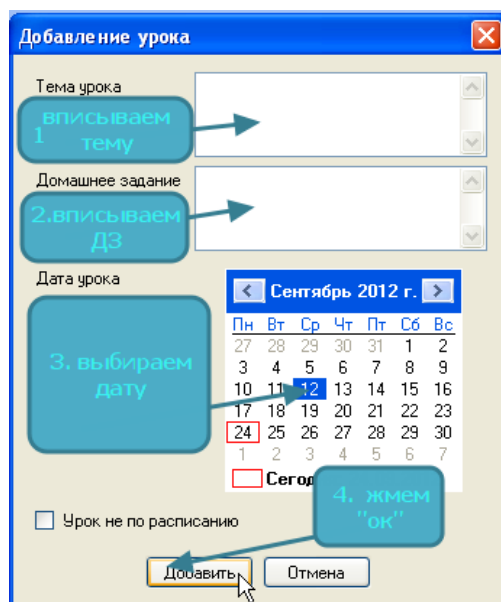 Добавление урока
Тема урока
1 вписываем
тему
Домашнее задание
2.вписываем
ДЗ
Дата урока
Сентябрь 2012 г.
Пн Вт Ср Чт Пт Сб Вс
27 28 29 30 31 1 2
3 4 5 6 7 8 9
10 11 12 13 14 15 16
17 18 19 20 21 22 23
24 25 26 27 28 29 30
1 2 3 4 5 6 7
3. выбираем
дату
4. жмем
"ок"
Урок не по расписанию
Добавить
Отмена